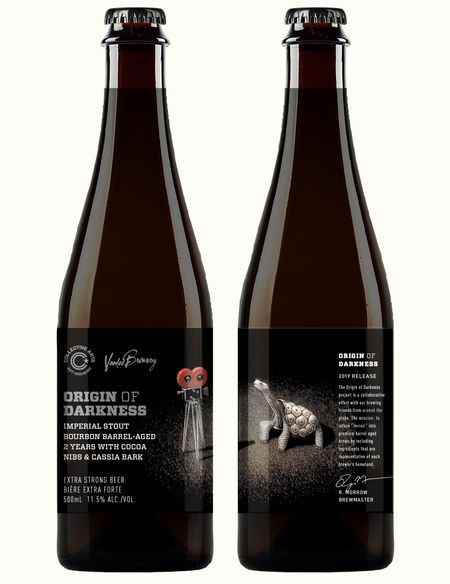 COLLECTIVE ARTS
BREWING
Voodoo Brewery
ORIGIN OF
DARKNESS
IMPERIAL STOUT
BOURBON BARREL-AGED
2 YEARS WITH COCOA
NIBS & CASSIA BARK
EXTRA STRONG BEER
BIÈRE EXTRA FORTE
500mL 11.5% ALC./VOL.
ORIGIN OF
DARKNESS
2019 RELEASE
The Origin of Darkness
project is a collaborative
effort with our brewing
friends from around the
globe. The mission: to
infuse "terroir" into
premium barrel aged
brews by including
ingredients that are
representative of each
brewer's homeland.
R. MORROW
BREWMASTER